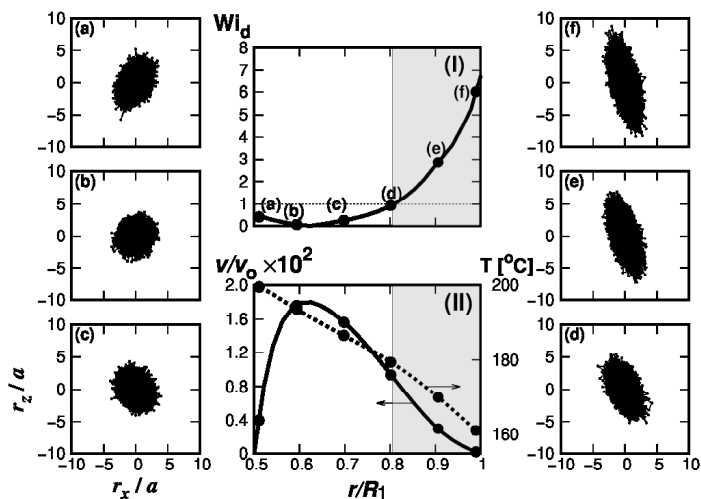 (a)
10
5
0
-5
-10
(b)
10
5
0
-5
-10
(c)
10
5
0
-5
-10
-10 -5 0 5 10
r_z / a
r_x / a
Wi_d
(I)
8
7
6
5
4
3
2
1
0
(a) (b) (c) (d) (e) (f)
v/v_o ×10^2
T [°C]
(II)
2.0
1.6
1.2
0.8
0.4
0
200
180
160
0.5 0.6 0.7 0.8 0.9 1
r/R_1
(f)
10
5
0
-5
-10
(e)
10
5
0
-5
-10
(d)
10
5
0
-5
-10
-10 -5 0 5 10
r_x / a